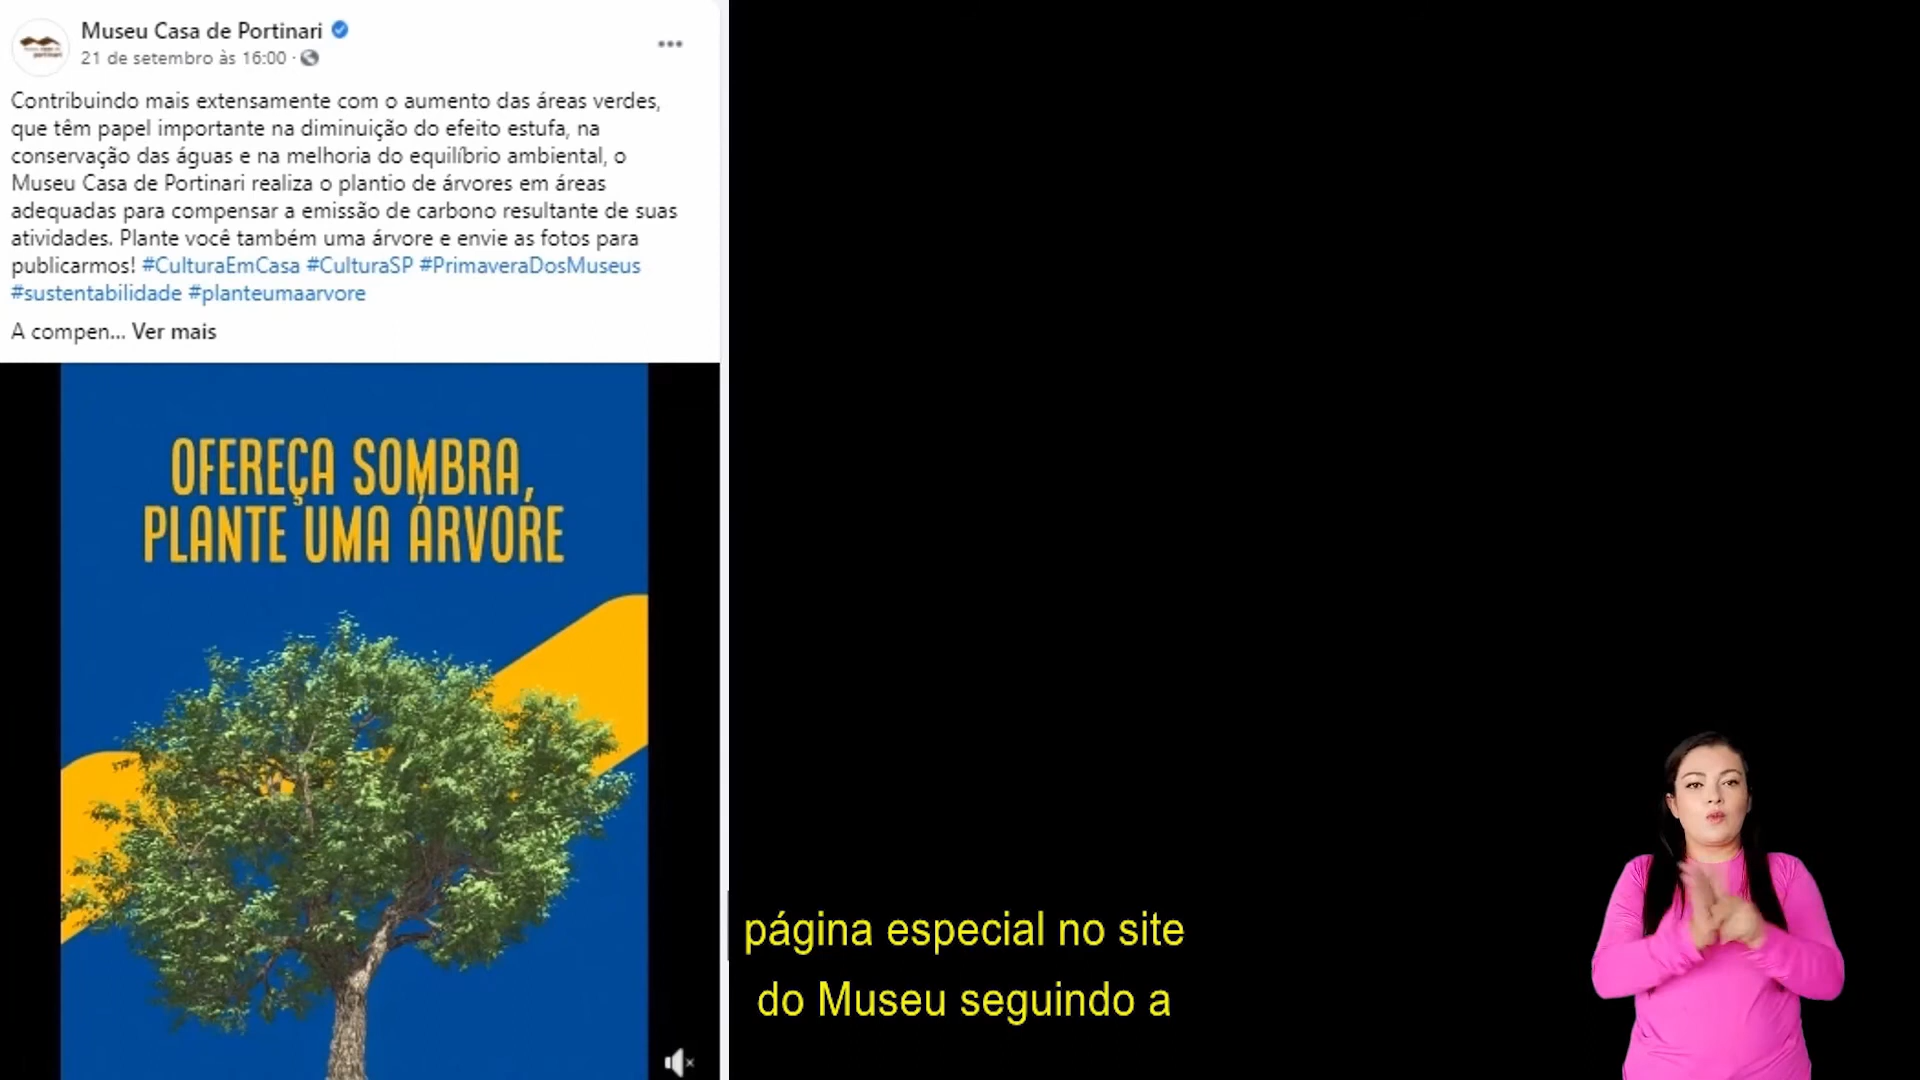 Museu Casa de Portinari
21 de setembro às 16:00 ·
Contribuindo mais extensamente com o aumento das áreas verdes,
que têm papel importante na diminuição do efeito estufa, na
conservação das águas e na melhoria do equilíbrio ambiental, o
Museu Casa de Portinari realiza o plantio de árvores em áreas
adequadas para compensar a emissão de carbono resultante de suas
atividades. Plante você também uma árvore e envie as fotos para
publicarmos! #CulturaEmCasa #CulturaSP #PrimaveraDosMuseus
#sustentabilidade #planteumaarvore
A compen... Ver mais
OFEREÇA SOMBRA,
PLANTE UMA ÁRVORE
página especial no site
do Museu seguindo a